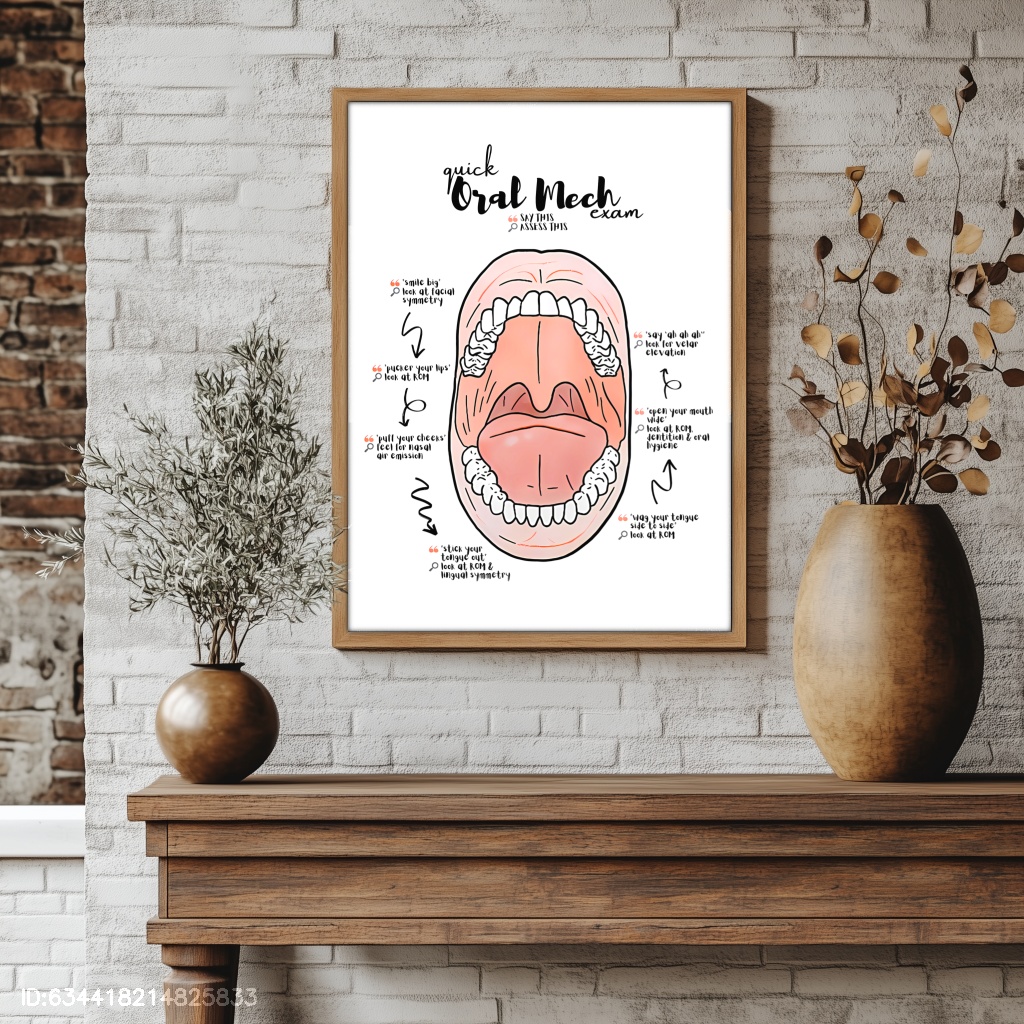 quick
Oral Mech
exam
SAY THIS
ASSESS THIS
"smile big"
look at facial
symmetry
"pucker your lips"
look at ROM
"puff your cheeks"
feel for nasal
air emission
"stick your
tongue out"
look at ROM &
lingual symmetry
"wag your tongue
side to side"
look at ROM
"open your mouth
wide"
look at ROM,
dentition & oral
hygiene
"say 'ah ah ah'"
look for velar
elevation
ID:634418214825833